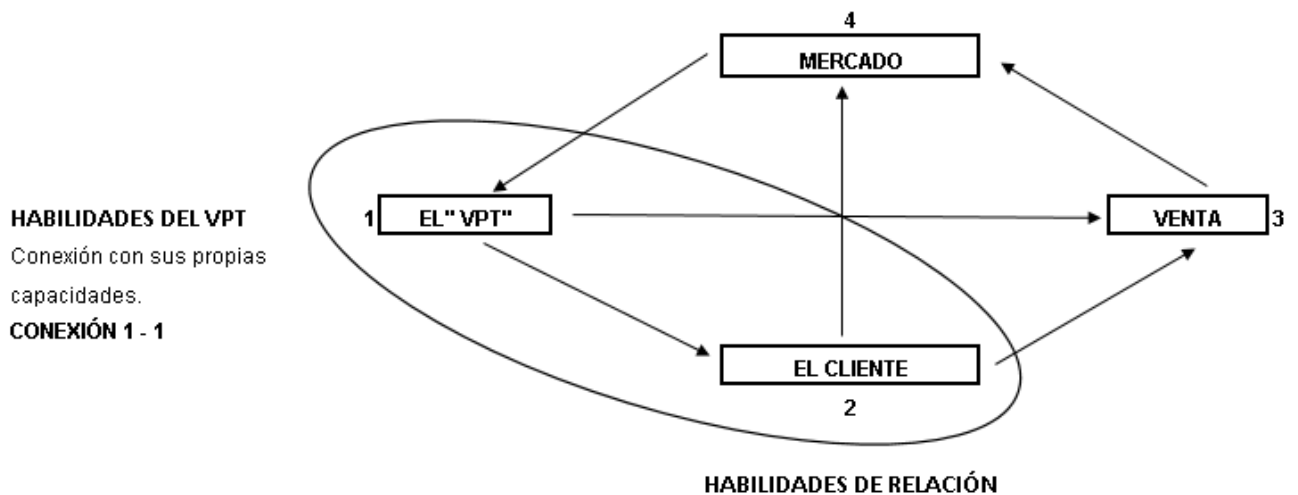 4
MERCADO
HABILIDADES DEL VPT
1 EL" VPT"
VENTA 3
Conexión con sus propias
capacidades.
CONEXIÓN 1 - 1
EL CLIENTE
2
HABILIDADES DE RELACIÓN